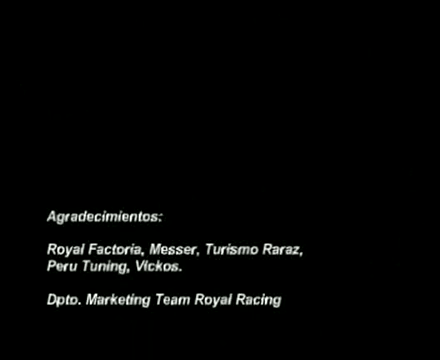 Agradecimientos:
Royal Factoria, Messer, Turismo Raraz,
Peru Tuning, Vickos.
Dpto. Marketing Team Royal Racing